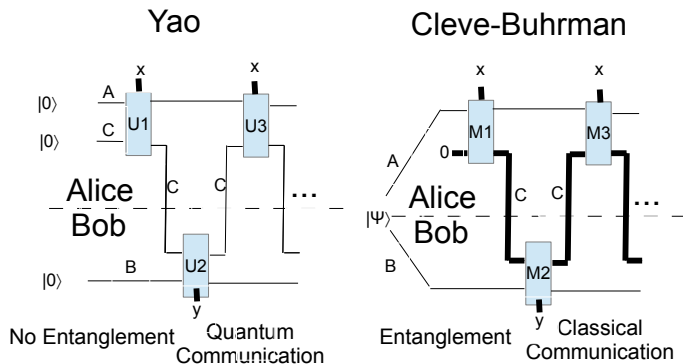 Yao
Cleve-Buhrman
x
x
x
x
|0⟩
A
U1
U3
M1
M3
|0⟩
C
0
A
C
C
C
C
Alice
...
Alice
...
Bob
|Ψ⟩
Bob
U2
M2
|0⟩
B
B
y
y
No Entanglement
Quantum
Communication
Entanglement
Classical
Communication